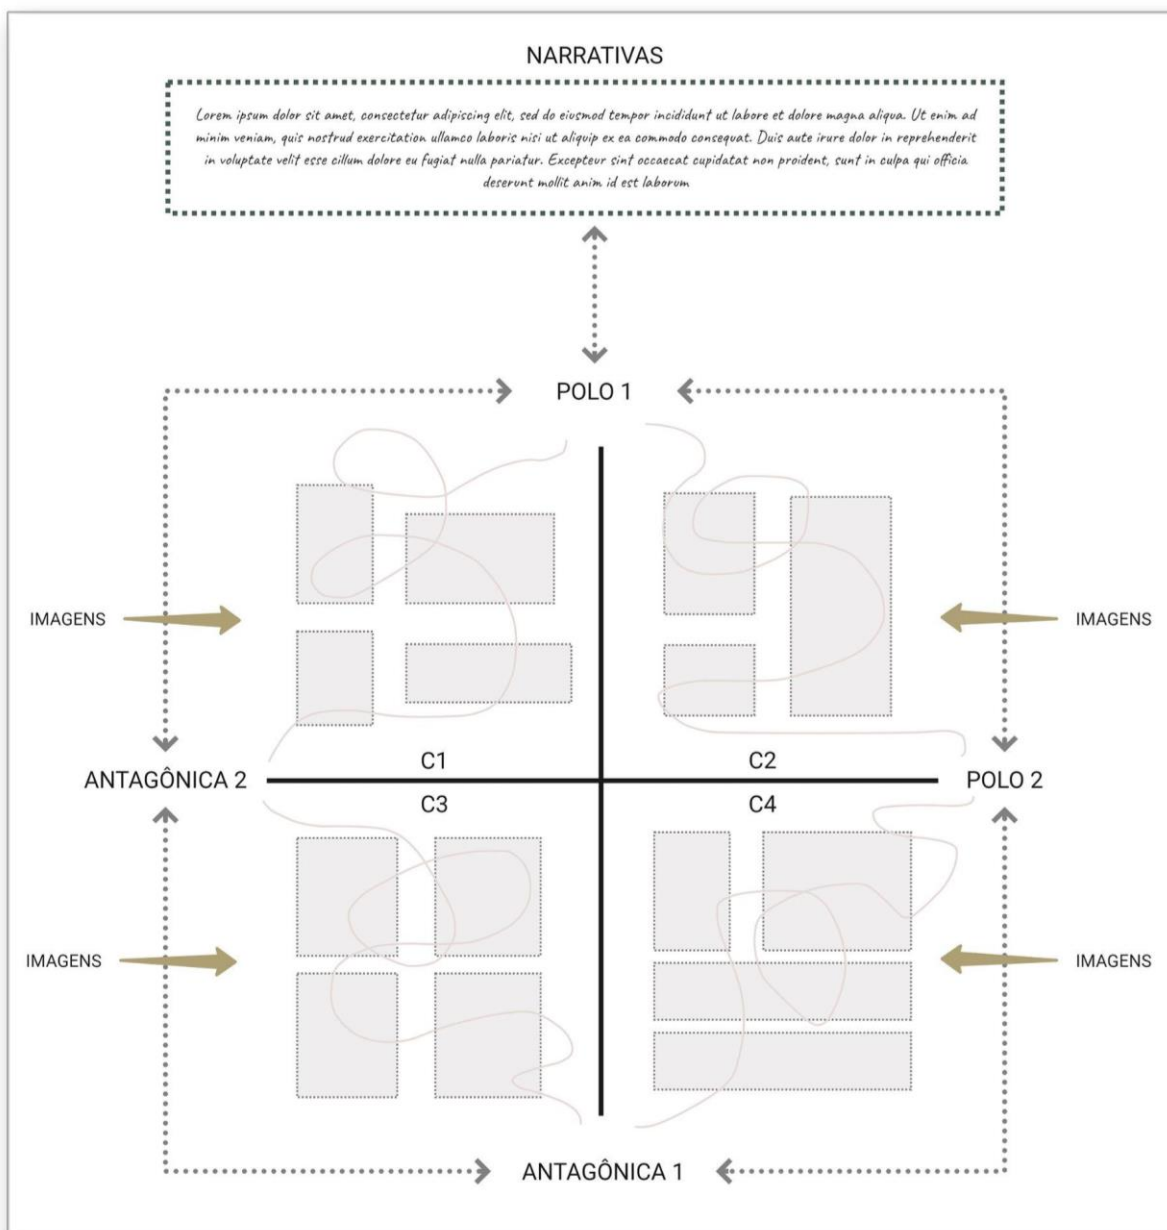 NARRATIVAS
Lorem ipsum dolor sit amet, consectetur adipiscing elit, sed do eiusmod tempor incididunt ut labore et dolore magna aliqua. Ut enim ad
minim veniam, quis nostrud exercitation ullamco laboris nisi ut aliquip ex ea commodo consequat. Duis aute irure dolor in reprehenderit
in voluptate velit esse cillum dolore eu fugiat nulla pariatur. Excepteur sint occaecat cupidatat non proident, sunt in culpa qui officia
deserunt mollit anim id est laborum
POLO 1
IMAGENS
IMAGENS
C1
C2
ANTAGÔNICA 2
POLO 2
C3
C4
IMAGENS
IMAGENS
ANTAGÔNICA 1